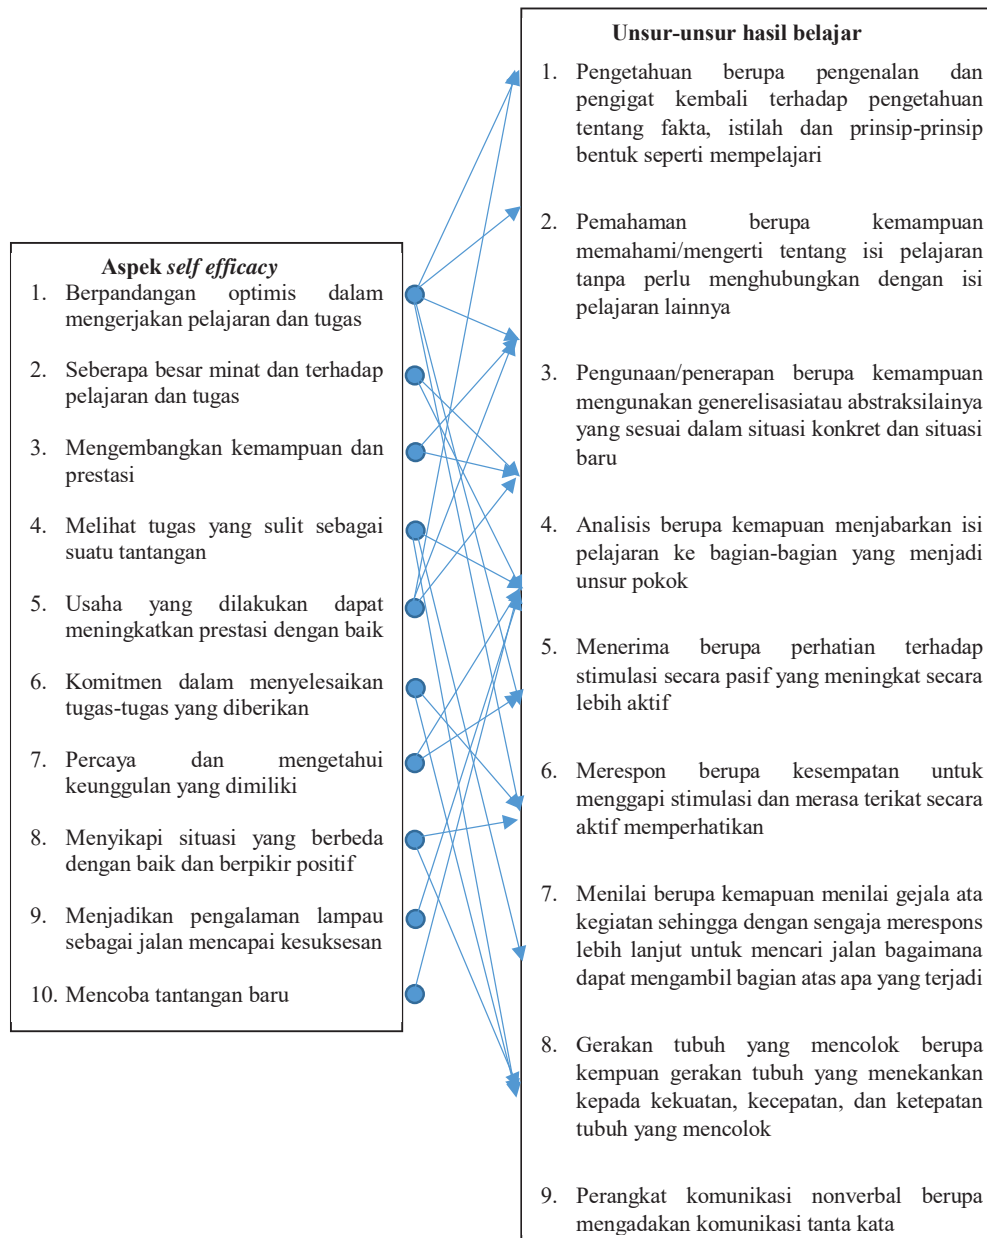 Unsur-unsur hasil belajar
1. Pengetahuan berupa pengenalan dan
pengigat kembali terhadap pengetahuan
tentang fakta, istilah dan prinsip-prinsip
bentuk seperti mempelajari
2. Pemahaman berupa kemampuan
memahami/mengerti tentang isi pelajaran
tanpa perlu menghubungkan dengan isi
pelajaran lainnya
3. Pengunaan/penerapan berupa kemampuan
mengunakan generelisasiatau abstraksilainya
yang sesuai dalam situasi konkret dan situasi
baru
4. Analisis berupa kemapuan menjabarkan isi
pelajaran ke bagian-bagian yang menjadi
unsur pokok
5. Menerima berupa perhatian terhadap
stimulasi secara pasif yang meningkat secara
lebih aktif
6. Merespon berupa kesempatan untuk
menggapi stimulasi dan merasa terikat secara
aktif memperhatikan
7. Menilai berupa kemapuan menilai gejala ata
kegiatan sehingga dengan sengaja merespons
lebih lanjut untuk mencari jalan bagaimana
dapat mengambil bagian atas apa yang terjadi
8. Gerakan tubuh yang mencolok berupa
kempuan gerakan tubuh yang menekankan
kepada kekuatan, kecepatan, dan ketepatan
tubuh yang mencolok
9. Perangkat komunikasi nonverbal berupa
mengadakan komunikasi tanta kata
Aspek self efficacy
1. Berpandangan optimis dalam
mengerjakan pelajaran dan tugas
2. Seberapa besar minat dan terhadap
pelajaran dan tugas
3. Mengembangkan kemampuan dan
prestasi
4. Melihat tugas yang sulit sebagai
suatu tantangan
5. Usaha yang dilakukan dapat
meningkatkan prestasi dengan baik
6. Komitmen dalam menyelesaikan
tugas-tugas yang diberikan
7. Percaya dan mengetahui
keunggulan yang dimiliki
8. Menyikapi situasi yang berbeda
dengan baik dan berpikir positif
9. Menjadikan pengalaman lampau
sebagai jalan mencapai kesuksesan
10. Mencoba tantangan baru